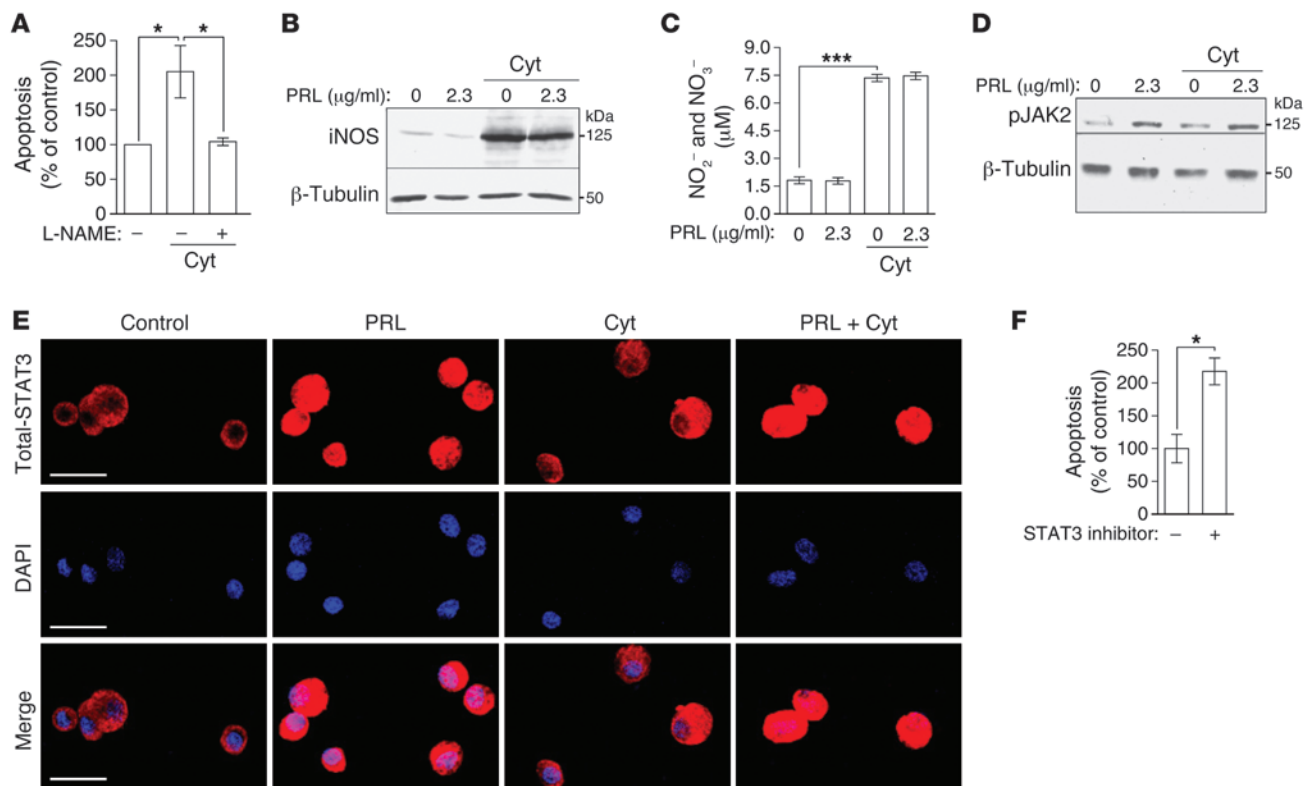 A
Apoptosis
(% of control)
250
200
150
100
50
0
* *
L-NAME: – – +
Cyt
B
Cyt
PRL (μg/ml): 0 2.3 0 2.3
kDa
iNOS
125
β-Tubulin
50
C
NO2– and NO3–
(μM)
9.0
7.5
6.0
4.5
3.0
1.5
0
***
PRL (μg/ml): 0 2.3 0 2.3
Cyt
D
Cyt
PRL (μg/ml): 0 2.3 0 2.3
kDa
pJAK2
125
β-Tubulin
50
E
Control PRL Cyt PRL + Cyt
Total-STAT3
DAPI
Merge
F
Apoptosis
(% of control)
250
200
150
100
50
0
*
STAT3 inhibitor: – +